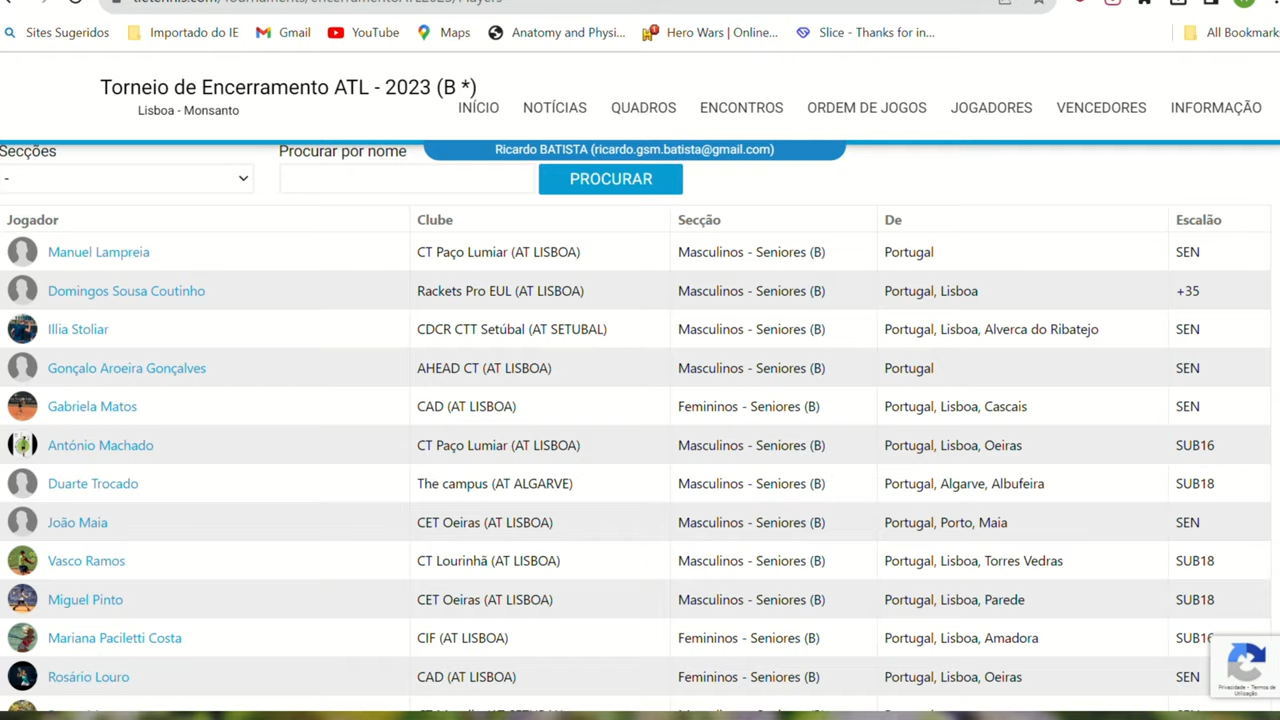 Sites Sugeridos Importado do IE Gmail YouTube Maps Anatomy and Physi... Hero Wars | Online... Slice - Thanks for in... All Bookmark
Torneio de Encerramento ATL - 2023 (B *)
Lisboa - Monsanto
INÍCIO NOTÍCIAS QUADROS ENCONTROS ORDEM DE JOGOS JOGADORES VENCEDORES INFORMAÇÃO
Ricardo BATISTA (ricardo.gsm.batista@gmail.com)
Secções Procurar por nome
- PROCURAR
Jogador Clube Secção De Escalão
Manuel Lampreia CT Paço Lumiar (AT LISBOA) Masculinos - Seniores (B) Portugal SEN
Domingos Sousa Coutinho Rackets Pro EUL (AT LISBOA) Masculinos - Seniores (B) Portugal, Lisboa +35
Illia Stoliar CDCR CTT Setúbal (AT SETUBAL) Masculinos - Seniores (B) Portugal, Lisboa, Alverca do Ribatejo SEN
Gonçalo Aroeira Gonçalves AHEAD CT (AT LISBOA) Masculinos - Seniores (B) Portugal SEN
Gabriela Matos CAD (AT LISBOA) Femininos - Seniores (B) Portugal, Lisboa, Cascais SEN
António Machado CT Paço Lumiar (AT LISBOA) Masculinos - Seniores (B) Portugal, Lisboa, Oeiras SUB16
Duarte Trocado The campus (AT ALGARVE) Masculinos - Seniores (B) Portugal, Algarve, Albufeira SUB18
João Maia CET Oeiras (AT LISBOA) Masculinos - Seniores (B) Portugal, Porto, Maia SEN
Vasco Ramos CT Lourinhã (AT LISBOA) Masculinos - Seniores (B) Portugal, Lisboa, Torres Vedras SUB18
Miguel Pinto CET Oeiras (AT LISBOA) Masculinos - Seniores (B) Portugal, Lisboa, Parede SUB18
Mariana Paciletti Costa CIF (AT LISBOA) Femininos - Seniores (B) Portugal, Lisboa, Amadora SUB16
Rosário Louro CAD (AT LISBOA) Femininos - Seniores (B) Portugal, Lisboa, Oeiras SEN
Privacidade - Termos de
Utilização